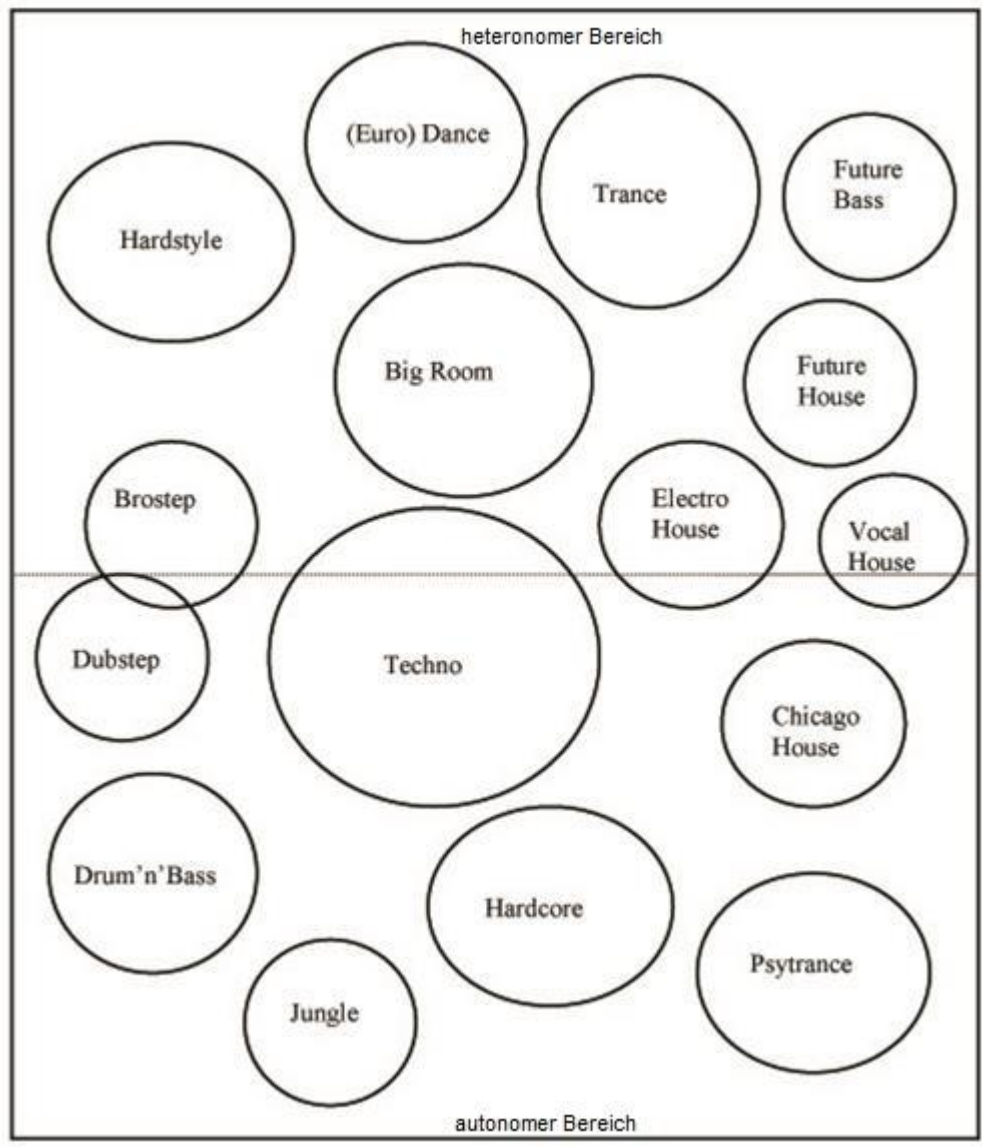 heteronomer Bereich
(Euro) Dance
Trance
Future
Bass
Hardstyle
Big Room
Future
House
Brostep
Electro
House
Vocal
House
Dubstep
Techno
Chicago
House
Drum’n’Bass
Hardcore
Psytrance
Jungle
autonomer Bereich